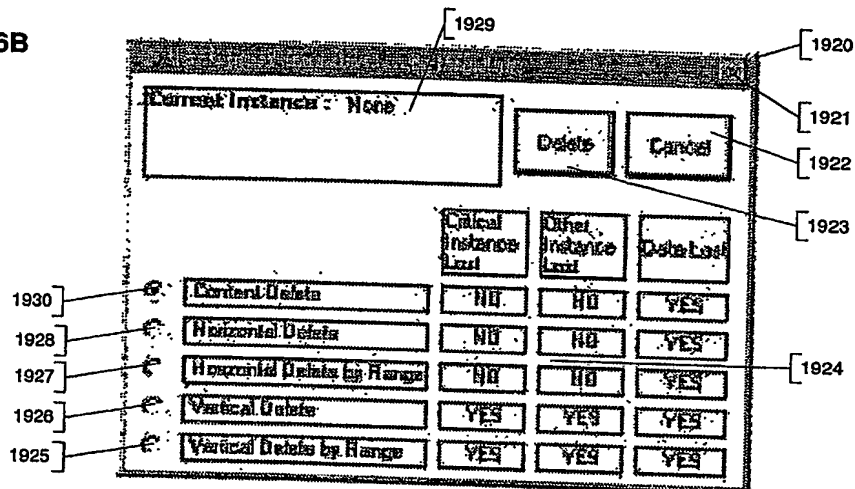 6B
1929
1920
1921
1922
1923
Current Instance : None
Delete
Cancel
Critical Instance Lost
Other Instance Lost
Data Lost
1930 Content Delete NO NO YES
1928 Horizontal Delete NO NO YES
1927 Horizontal Delete by Range NO NO YES
1924
1926 Vertical Delete YES YES YES
1925 Vertical Delete by Range YES YES YES